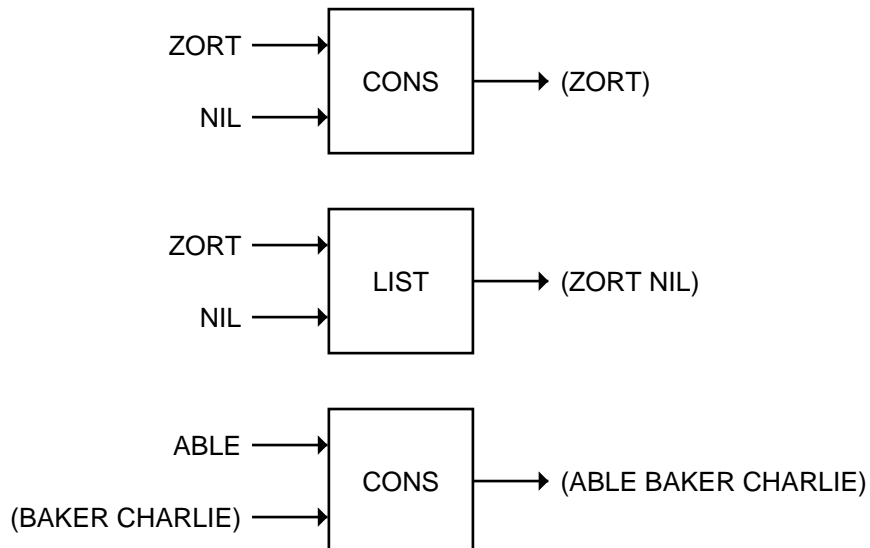 ZORT
CONS
(ZORT)
NIL
ZORT
LIST
(ZORT NIL)
NIL
ABLE
CONS
(ABLE BAKER CHARLIE)
(BAKER CHARLIE)